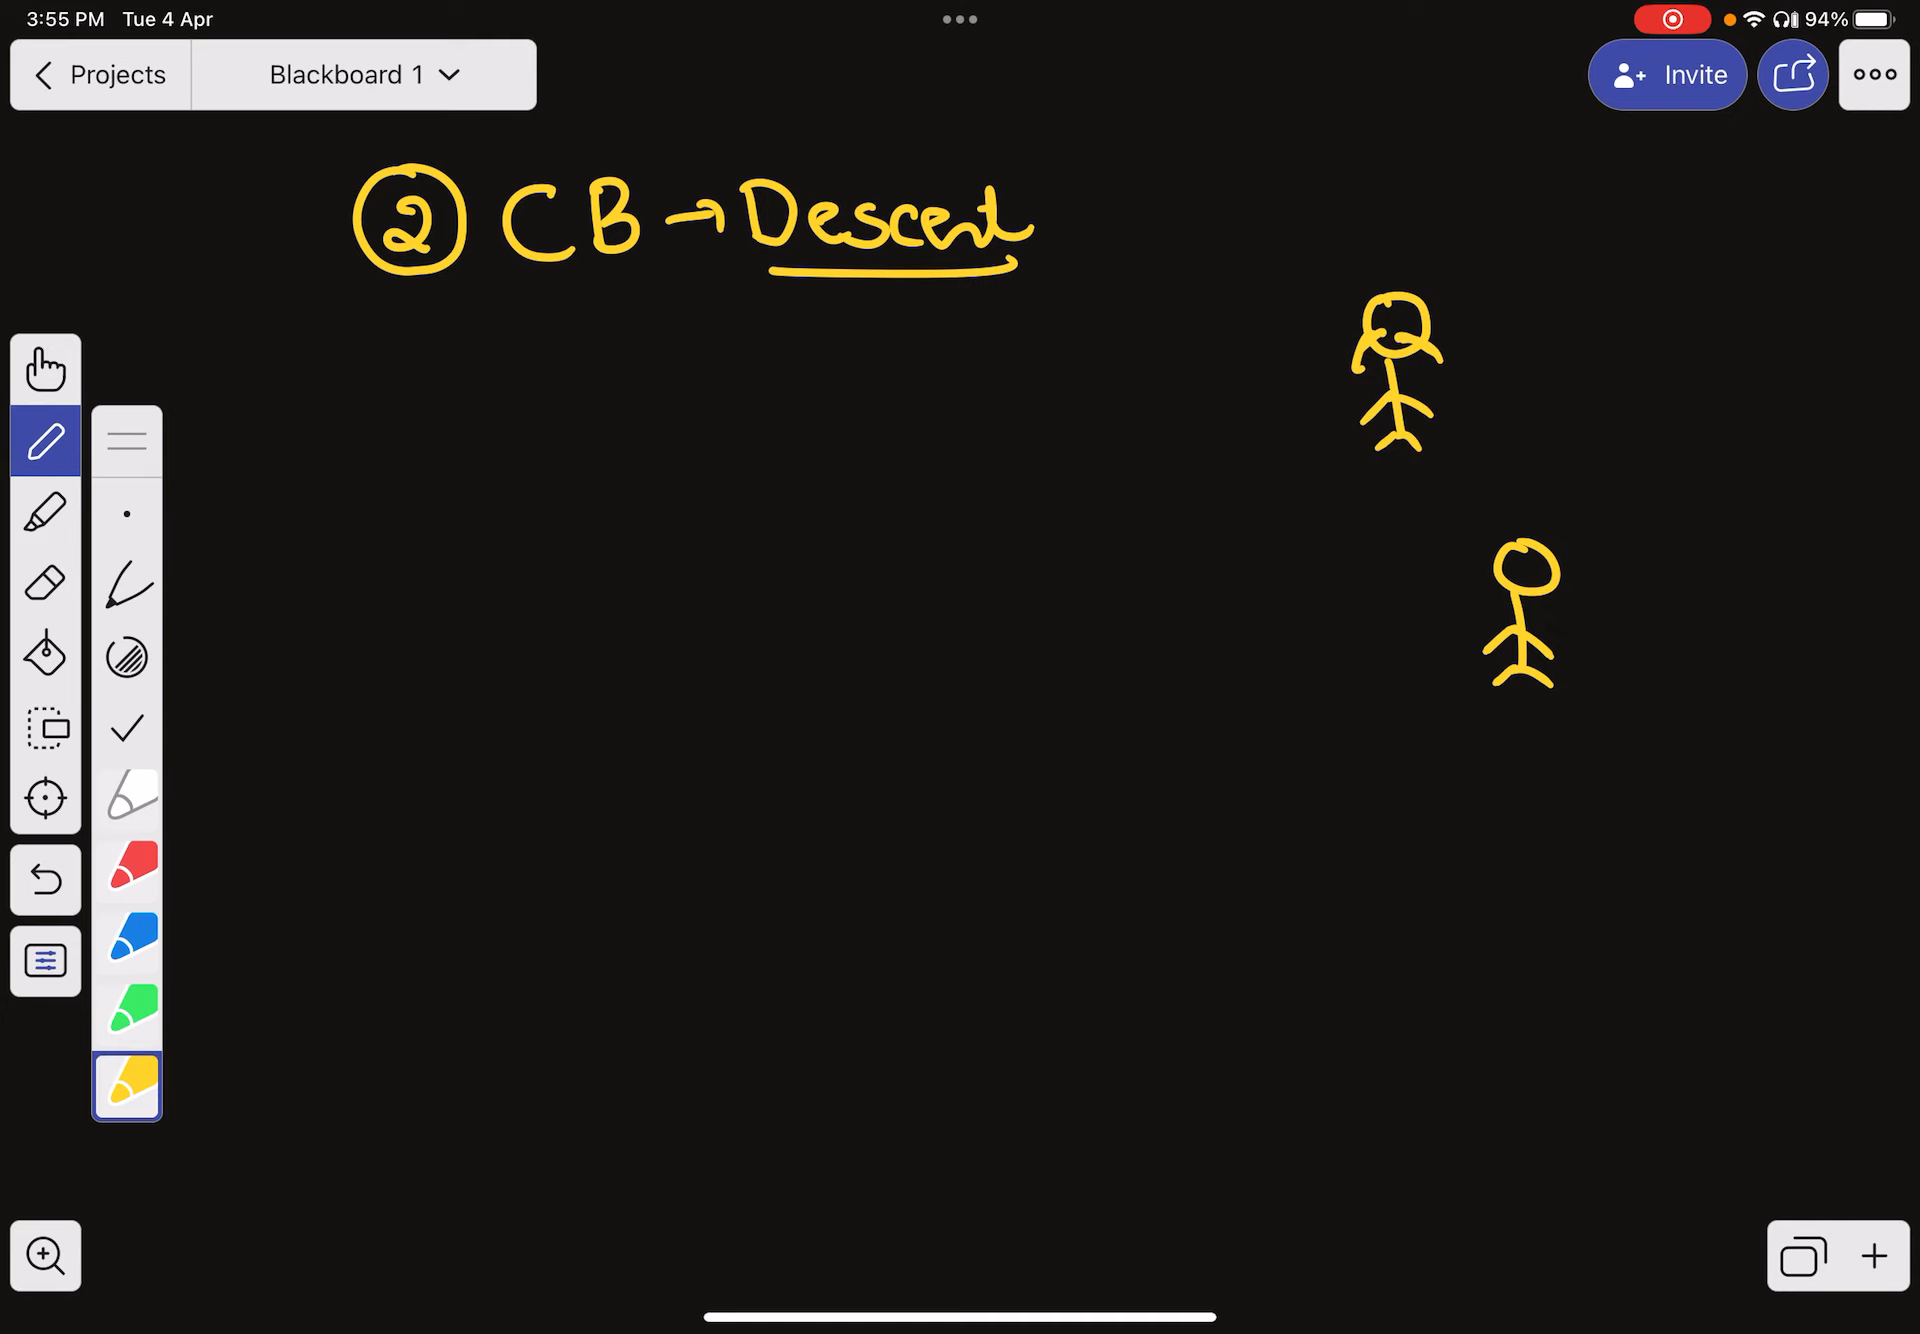 3:55 PM Tue 4 Apr 94%
Projects Blackboard 1 Invite
② CB → Descent